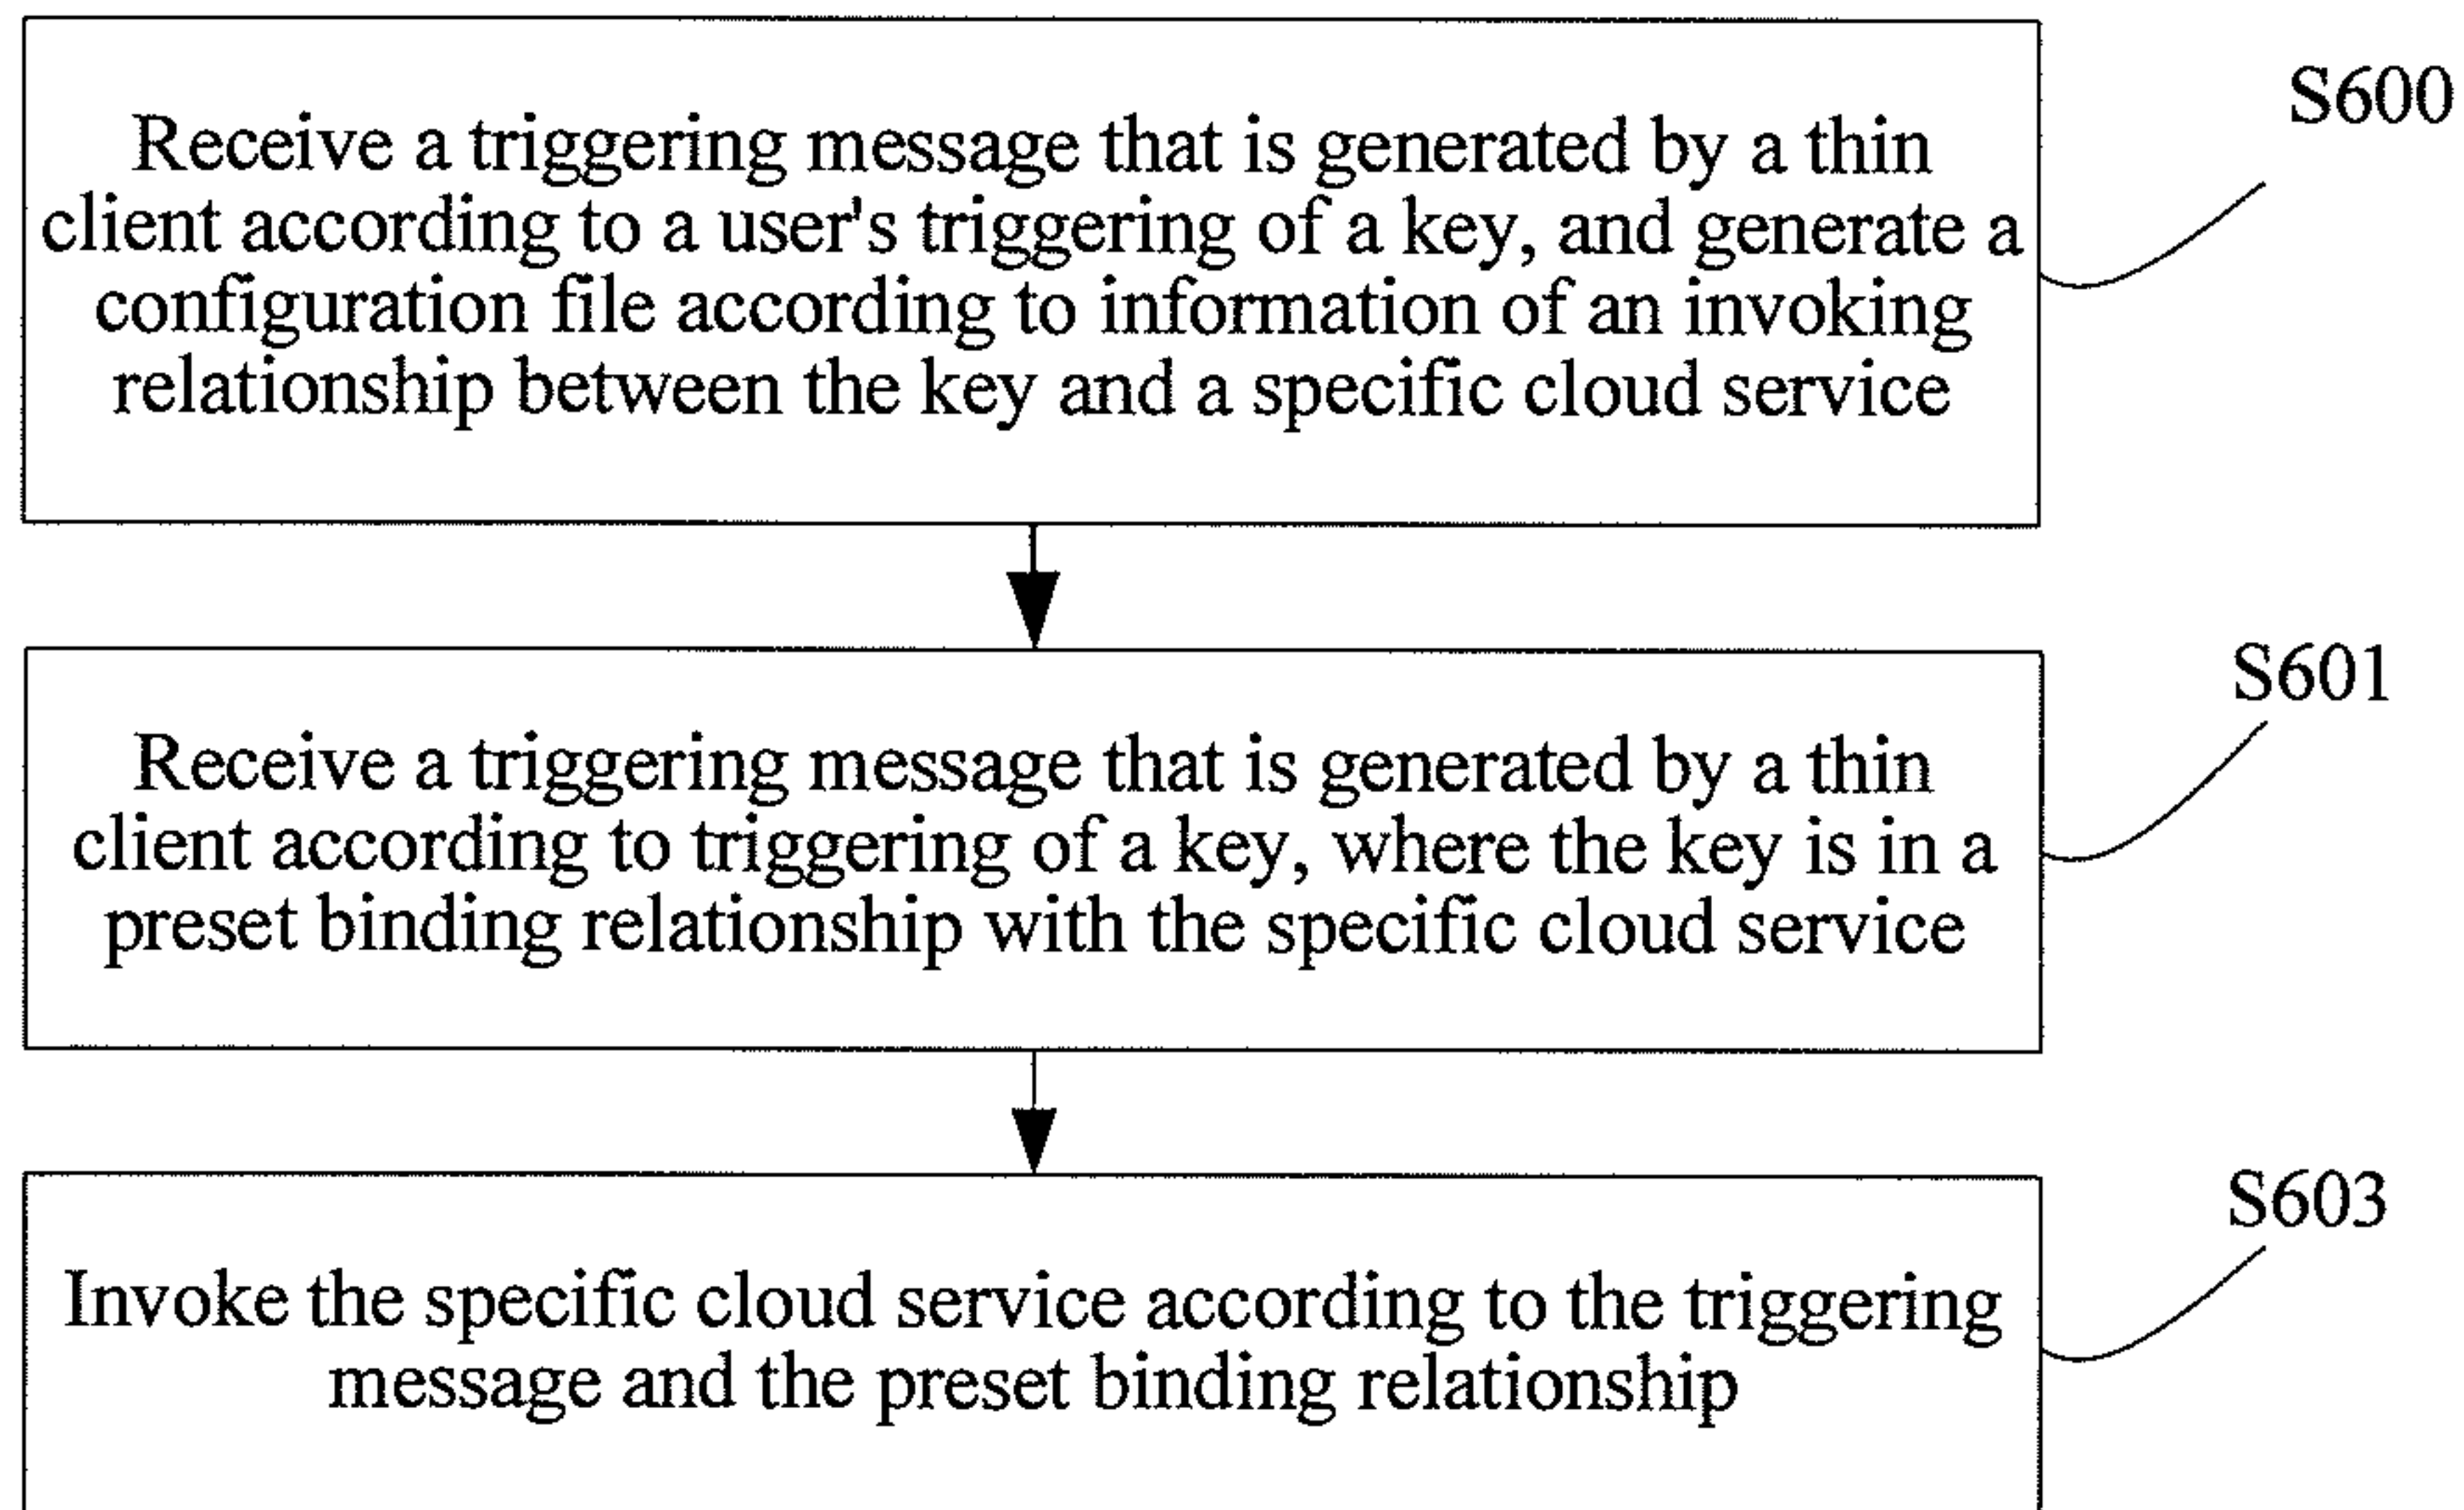 S600
Receive a triggering message that is generated by a thin
client according to a user's triggering of a key, and generate a
configuration file according to information of an invoking
relationship between the key and a specific cloud service
S601
Receive a triggering message that is generated by a thin
client according to triggering of a key, where the key is in a
preset binding relationship with the specific cloud service
S603
Invoke the specific cloud service according to the triggering
message and the preset binding relationship